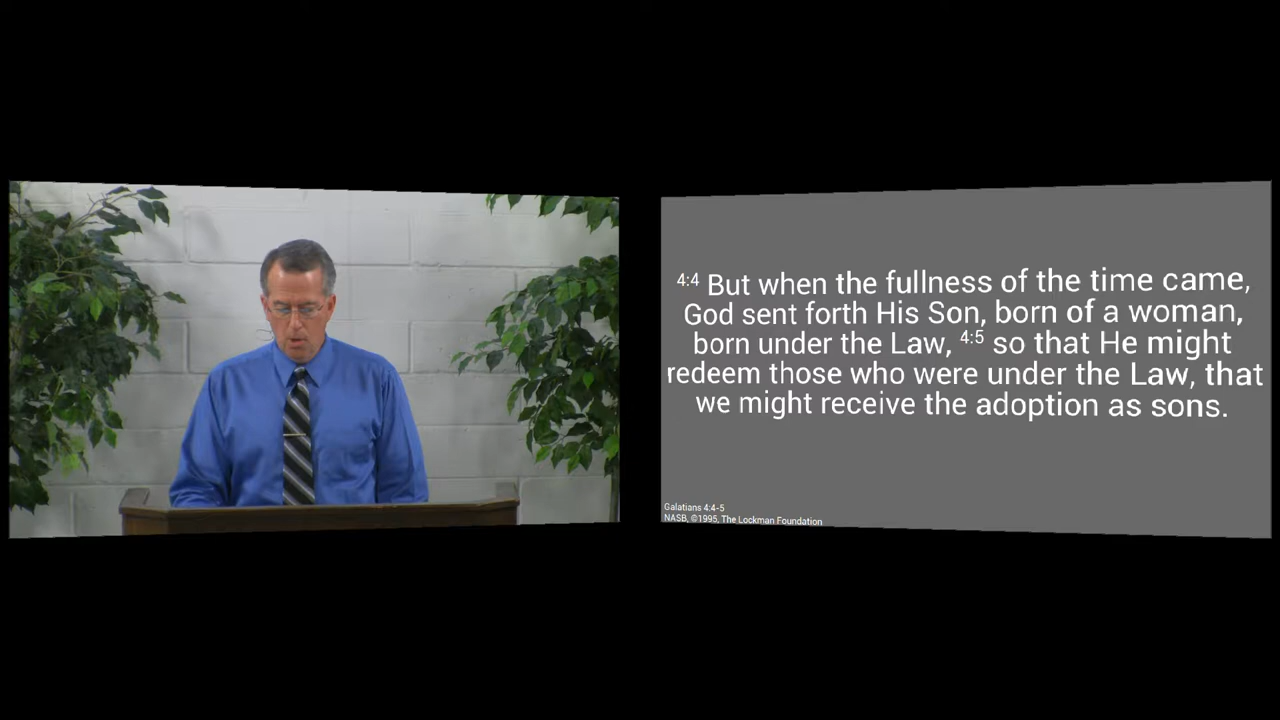 4:4 But when the fullness of the time came,
God sent forth His Son, born of a woman,
born under the Law, 4:5 so that He might
redeem those who were under the Law, that
we might receive the adoption as sons.
Galatians 4:4-5
NASB, ©1995, The Lockman Foundation